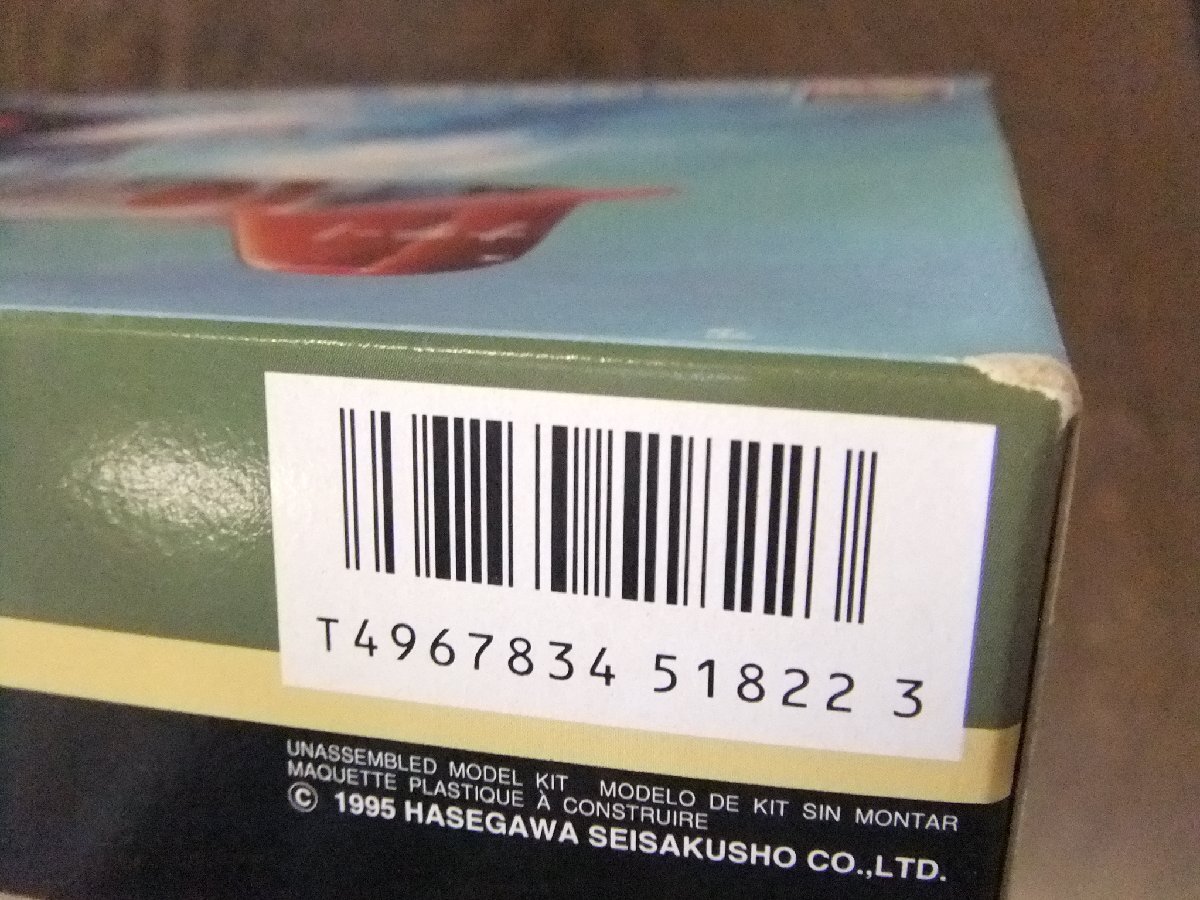 T4967834 51822 3
UNASSEMBLED MODEL KIT MODELO DE KIT SIN MONTAR
MAQUETTE PLASTIQUE À CONSTRUIRE
© 1995 HASEGAWA SEISAKUSHO CO.,LTD.